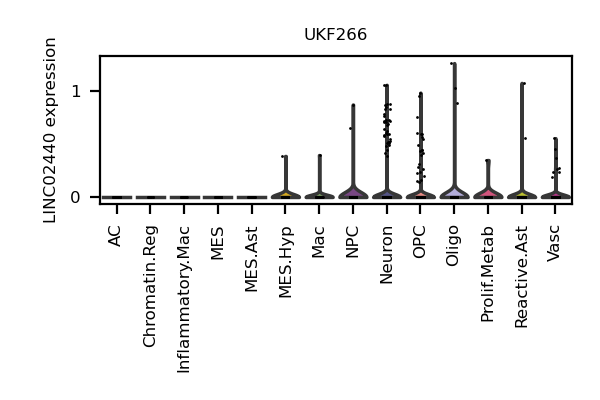 UKF266
LINC02440 expression
1
0
AC
Chromatin.Reg
Inflammatory.Mac
MES
MES.Ast
MES.Hyp
Mac
NPC
Neuron
OPC
Oligo
Prolif.Metab
Reactive.Ast
Vasc